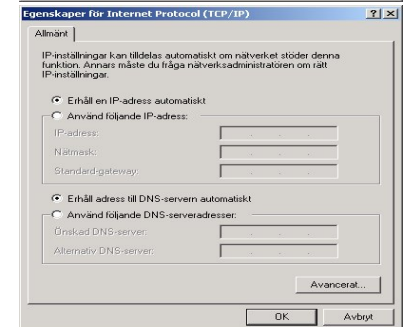 Egenskaper för Internet Protocol (TCP/IP)
Allmänt
IP-inställningar kan tilldelas automatiskt om nätverket stöder denna
funktion. Annars måste du fråga nätverksadministratören om rätt
IP-inställningar.
Erhåll en IP-adress automatiskt
Använd följande IP-adress:
IP-adress:
Nätmask:
Standard-gateway:
Erhåll adress till DNS-servern automatiskt
Använd följande DNS-serveradresser:
Önskad DNS-server:
Alternativ DNS-server:
Avancerat...
OK Avbryt